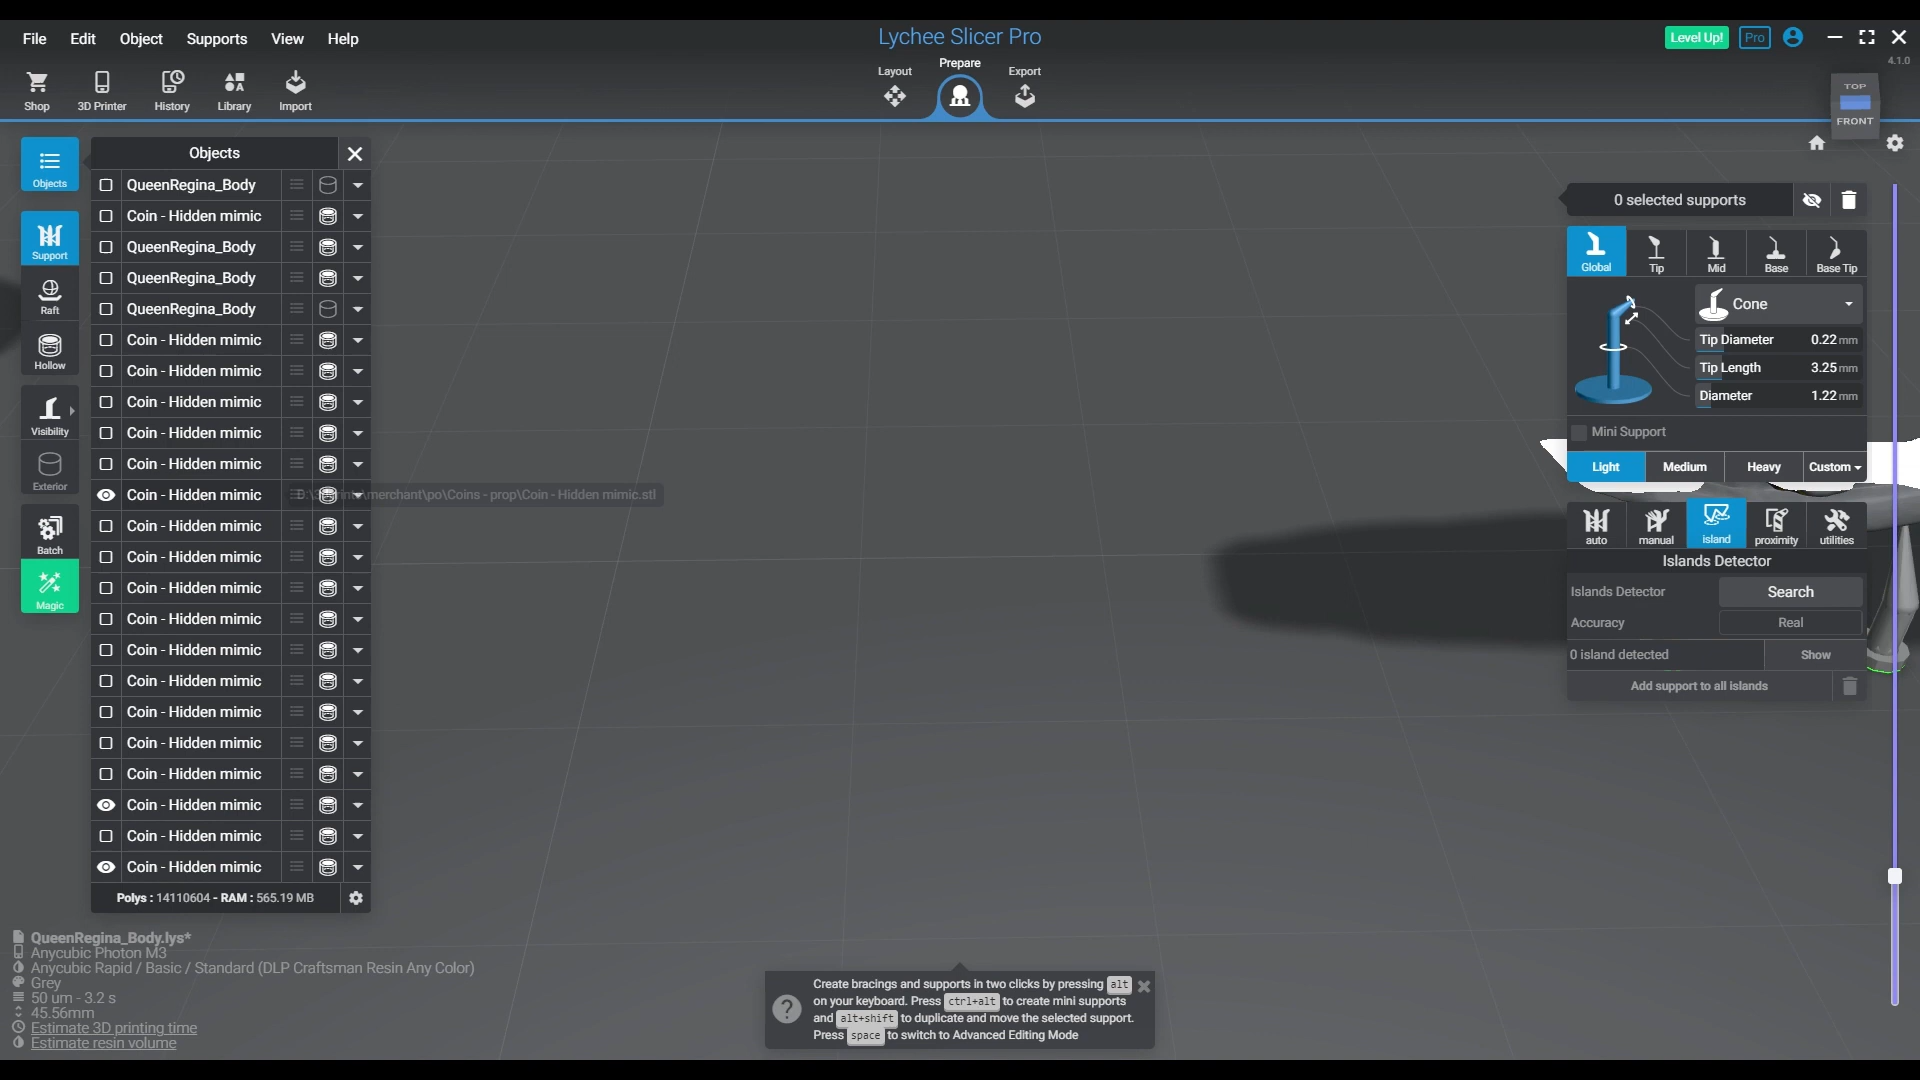 File Edit Object Supports View Help
Lychee Slicer Pro
Level Up! Pro
4.1.0
Shop 3D Printer History Library Import
Layout Prepare Export
TOP
FRONT
Objects
Objects
QueenRegina_Body
Coin - Hidden mimic
QueenRegina_Body
QueenRegina_Body
QueenRegina_Body
Coin - Hidden mimic
Coin - Hidden mimic
Coin - Hidden mimic
Coin - Hidden mimic
Coin - Hidden mimic
Coin - Hidden mimic
merchant\po\Coins - prop\Coin - Hidden mimic.stl
Coin - Hidden mimic
Coin - Hidden mimic
Coin - Hidden mimic
Coin - Hidden mimic
Coin - Hidden mimic
Coin - Hidden mimic
Coin - Hidden mimic
Coin - Hidden mimic
Coin - Hidden mimic
Coin - Hidden mimic
Coin - Hidden mimic
Coin - Hidden mimic
Polys : 14110604 - RAM : 565.19 MB
Support
Raft
Hollow
Visibility
Exterior
Batch
Magic
QueenRegina_Body.lys*
Anycubic Photon M3
Anycubic Rapid / Basic / Standard (DLP Craftsman Resin Any Color)
Grey
50 um - 3.2 s
45.56mm
Estimate 3D printing time
Estimate resin volume
Create bracings and supports in two clicks by pressing alt
on your keyboard. Press ctrl+alt to create mini supports
and alt+shift to duplicate and move the selected support.
Press space to switch to Advanced Editing Mode
0 selected supports
Global Tip Mid Base Base Tip
Cone
Tip Diameter 0.22 mm
Tip Length 3.25 mm
Diameter 1.22 mm
Mini Support
Light Medium Heavy Custom
auto manual island proximity utilities
Islands Detector
Islands Detector Search
Accuracy Real
0 island detected Show
Add support to all islands